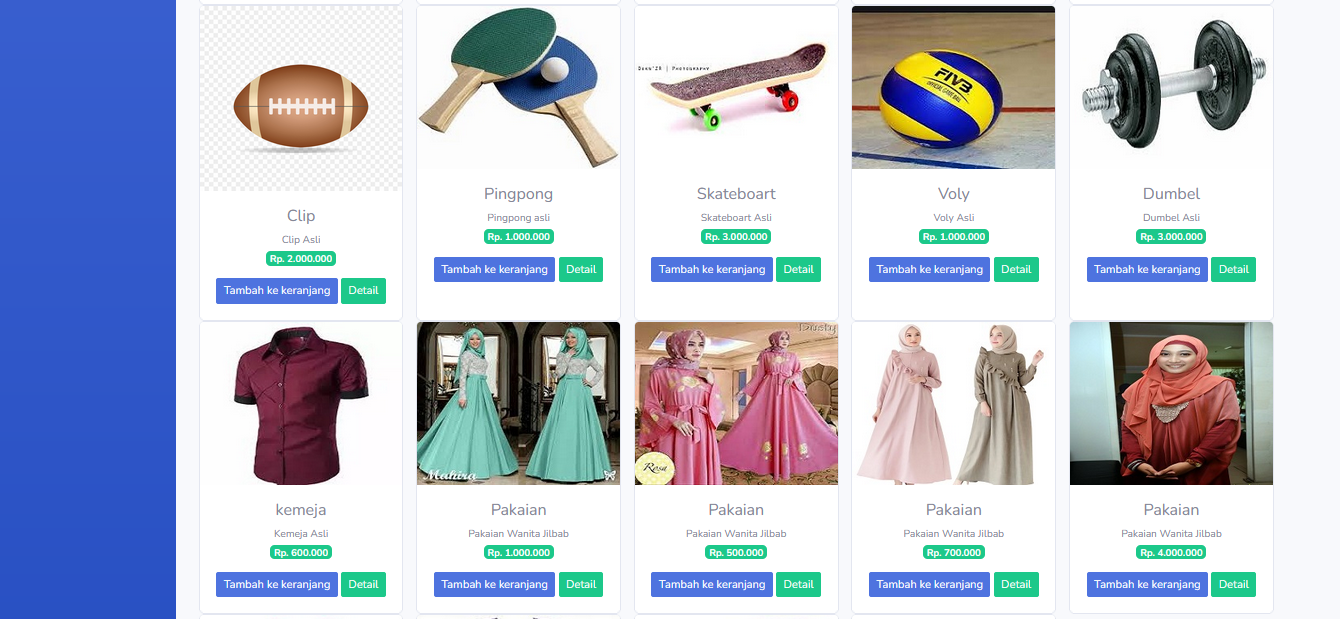 FIVB
OFFICIAL GAME BALL
Clip
Clip Asli
Rp. 2.000.000
Tambah ke keranjang Detail
Pingpong
Pingpong asli
Rp. 1.000.000
Tambah ke keranjang Detail
Skateboart
Skateboart Asli
Rp. 3.000.000
Tambah ke keranjang Detail
Voly
Voly Asli
Rp. 1.000.000
Tambah ke keranjang Detail
Dumbel
Dumbel Asli
Rp. 3.000.000
Tambah ke keranjang Detail
kemeja
Kemeja Asli
Rp. 600.000
Tambah ke keranjang Detail
Mahira
Pakaian
Pakaian Wanita Jilbab
Rp. 1.000.000
Tambah ke keranjang Detail
Rosa
Pakaian
Pakaian Wanita Jilbab
Rp. 500.000
Tambah ke keranjang Detail
Pakaian
Pakaian Wanita Jilbab
Rp. 700.000
Tambah ke keranjang Detail
Pakaian
Pakaian Wanita Jilbab
Rp. 4.000.000
Tambah ke keranjang Detail